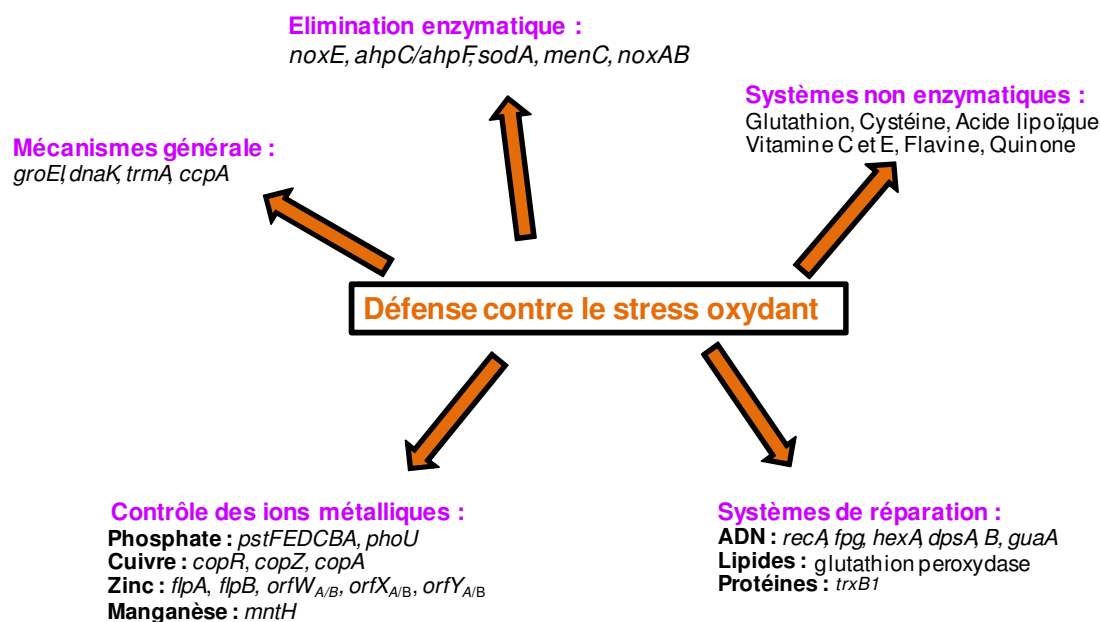 Elimination enzymatique :
noxE, ahpC/ahpF, sodA, menC, noxAB
Systèmes non enzymatiques :
Glutathion, Cystéine, Acide lipoïque,
Vitamine C et E, Flavine, Quinone
Mécanismes générale :
groEl, dnaK, trmA, ccpA
Défense contre le stress oxydant
Contrôle des ions métalliques :
Phosphate : pstFEDCBA, phoU
Cuivre : copR, copZ, copA
Zinc : flpA, flpB, orfWA/B, orfXA/B, orfYA/B
Manganèse : mntH
Systèmes de réparation :
ADN : recA, fpg, hexA, dpsA, B, guaA
Lipides : glutathion peroxydase
Protéines : trxB1